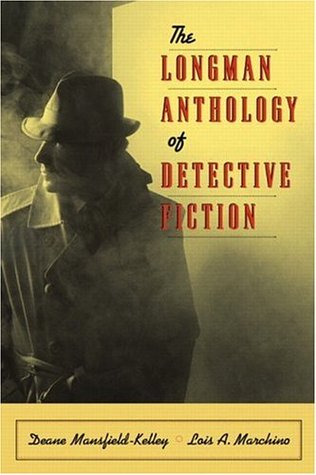 The
LONGMAN
ANTHOLOGY
of
DETECTIVE
FICTION
Deane Mansfield-Kelley ○ Lois A. Marchino